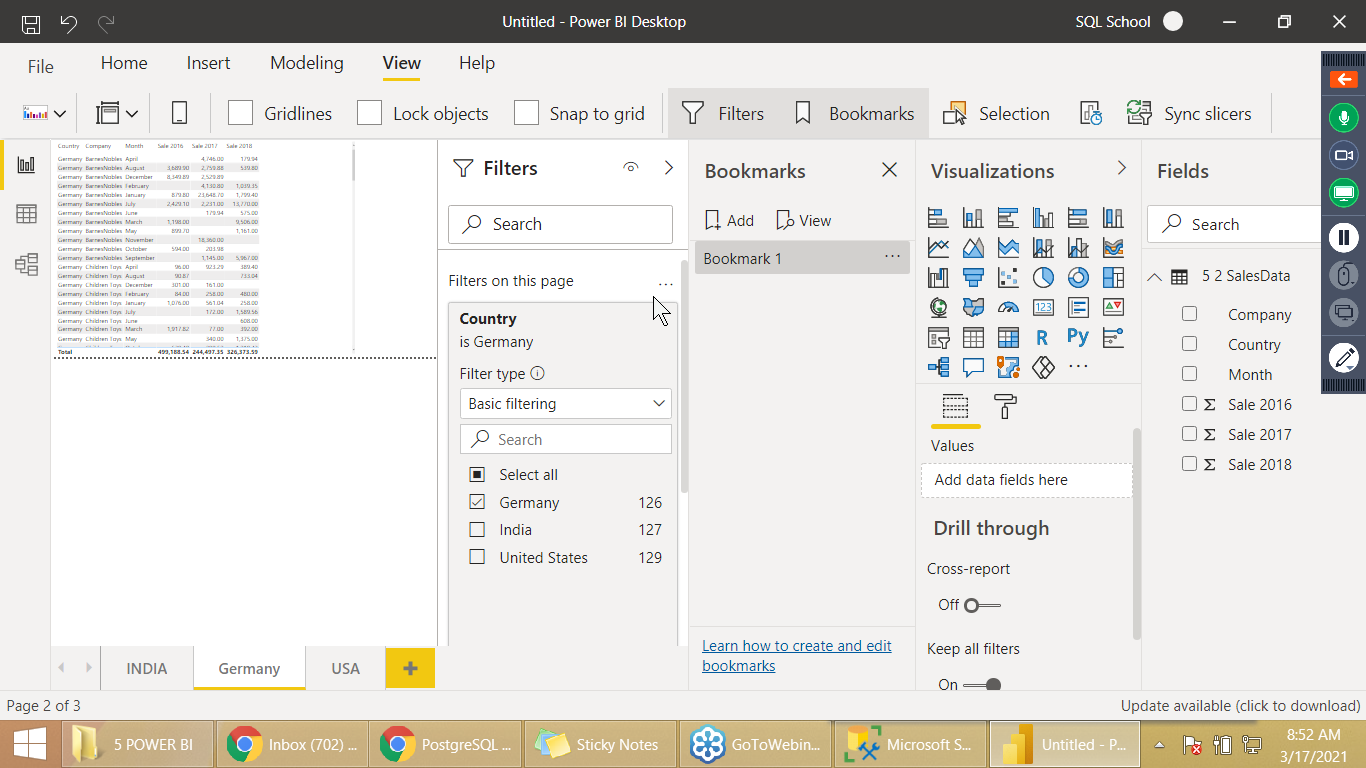 Untitled - Power BI Desktop
SQL School
File Home Insert Modeling View Help
Gridlines Lock objects Snap to grid Filters Bookmarks Selection Sync slicers
Country Company Month Sale 2016 Sale 2017 Sale 2018
Germany BarnesNobles April 4,746.00 179.94
Germany BarnesNobles August 3,689.90 2,759.88 539.80
Germany BarnesNobles December 8,349.89 2,529.89
Germany BarnesNobles February 4,130.80 1,039.35
Germany BarnesNobles January 879.80 23,648.70 1,799.40
Germany BarnesNobles July 2,429.10 2,231.00 13,770.00
Germany BarnesNobles June 179.94 575.00
Germany BarnesNobles March 1,198.00 9,506.00
Germany BarnesNobles May 899.70 1,161.00
Germany BarnesNobles November 18,360.00
Germany BarnesNobles October 594.00 203.98
Germany BarnesNobles September 1,145.00 5,967.00
Germany Children Toys April 96.00 923.29 389.40
Germany Children Toys August 90.87 733.04
Germany Children Toys December 301.00 161.00
Germany Children Toys February 84.00 258.00 480.00
Germany Children Toys January 1,076.00 561.04 258.00
Germany Children Toys July 172.00 1,589.56
Germany Children Toys June 608.00
Germany Children Toys March 1,917.82 77.00 392.00
Germany Children Toys May 340.00 1,375.00
Total 499,188.54 244,497.35 326,373.59
Filters
Search
Filters on this page
...
Country
is Germany
Filter type
Basic filtering
Search
Select all
Germany 126
India 127
United States 129
Bookmarks
Add View
Bookmark 1 ...
Learn how to create and edit
bookmarks
Visualizations
123
R Py
...
Values
Add data fields here
Drill through
Cross-report
Off
Keep all filters
On
Fields
Search
5 2 SalesData
Company
Country
Month
Σ Sale 2016
Σ Sale 2017
Σ Sale 2018
INDIA Germany USA +
Page 2 of 3
Update available (click to download)
5 POWER BI
Inbox (702) ...
PostgreSQL ...
Sticky Notes
GoToWebin...
Microsoft S...
Untitled - P...
8:52 AM
3/17/2021